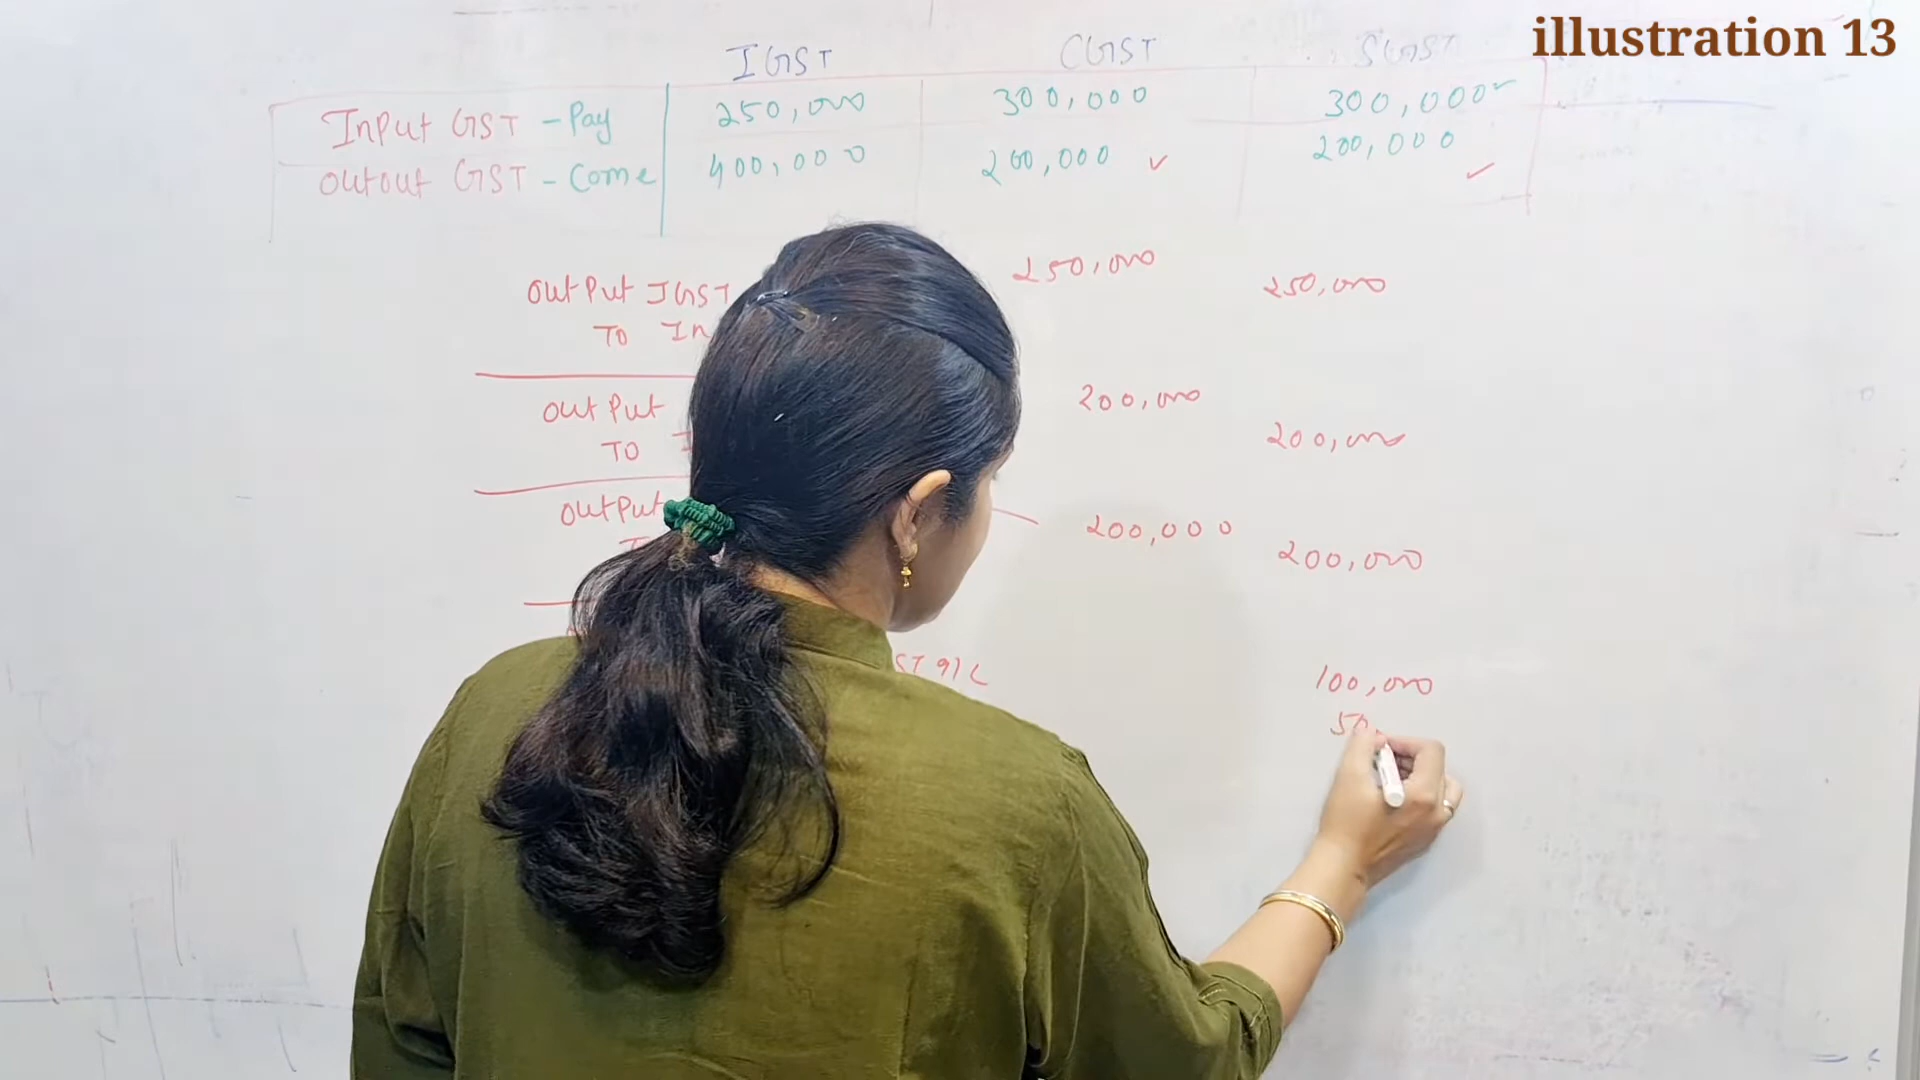 illustration 13
IGST CGST SGST
Input GST - Pay 250,000 300,000 300,000
outout GST - Come 400,000 200,000 ✓ 200,000 ✓
output IGST 250,000
To In 250,000
output 200,000
To 200,000
output 200,000
200,000
ST a/c 100,000
50,